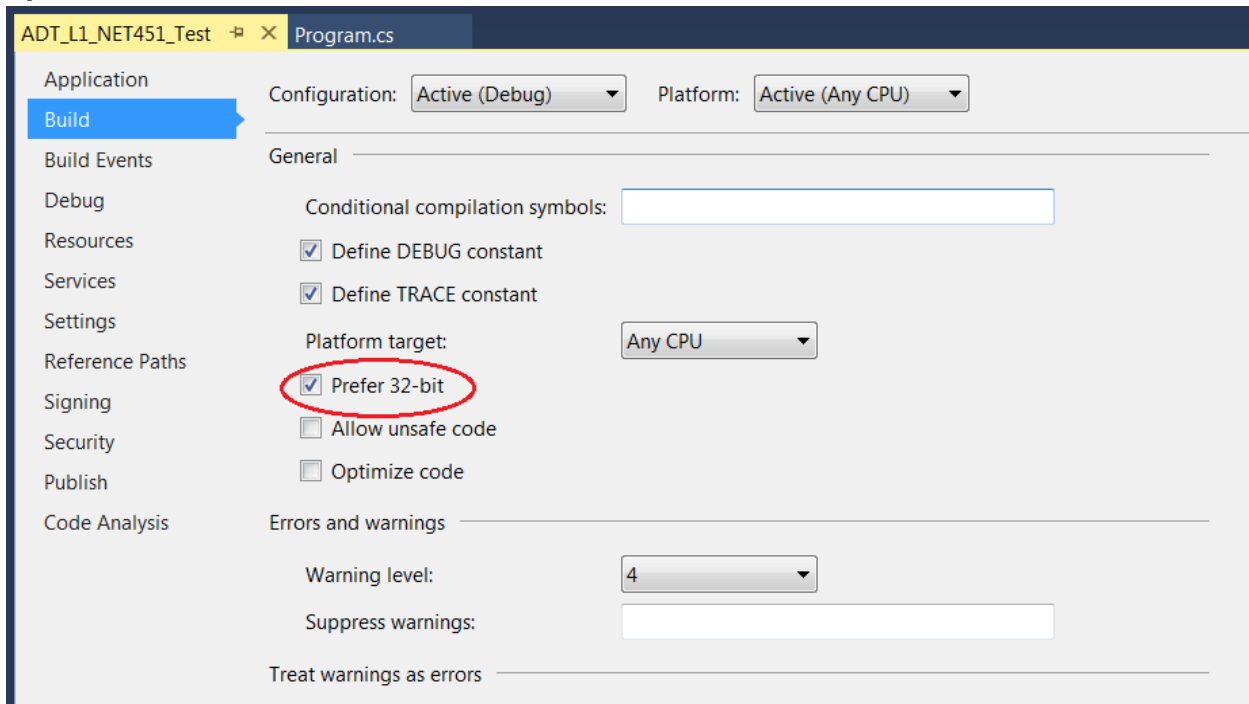 ADT_L1_NET451_Test
Program.cs
Application
Build
Build Events
Debug
Resources
Services
Settings
Reference Paths
Signing
Security
Publish
Code Analysis
Configuration: Active (Debug) Platform: Active (Any CPU)
General
Conditional compilation symbols:
Define DEBUG constant
Define TRACE constant
Platform target: Any CPU
Prefer 32-bit
Allow unsafe code
Optimize code
Errors and warnings
Warning level: 4
Suppress warnings:
Treat warnings as errors